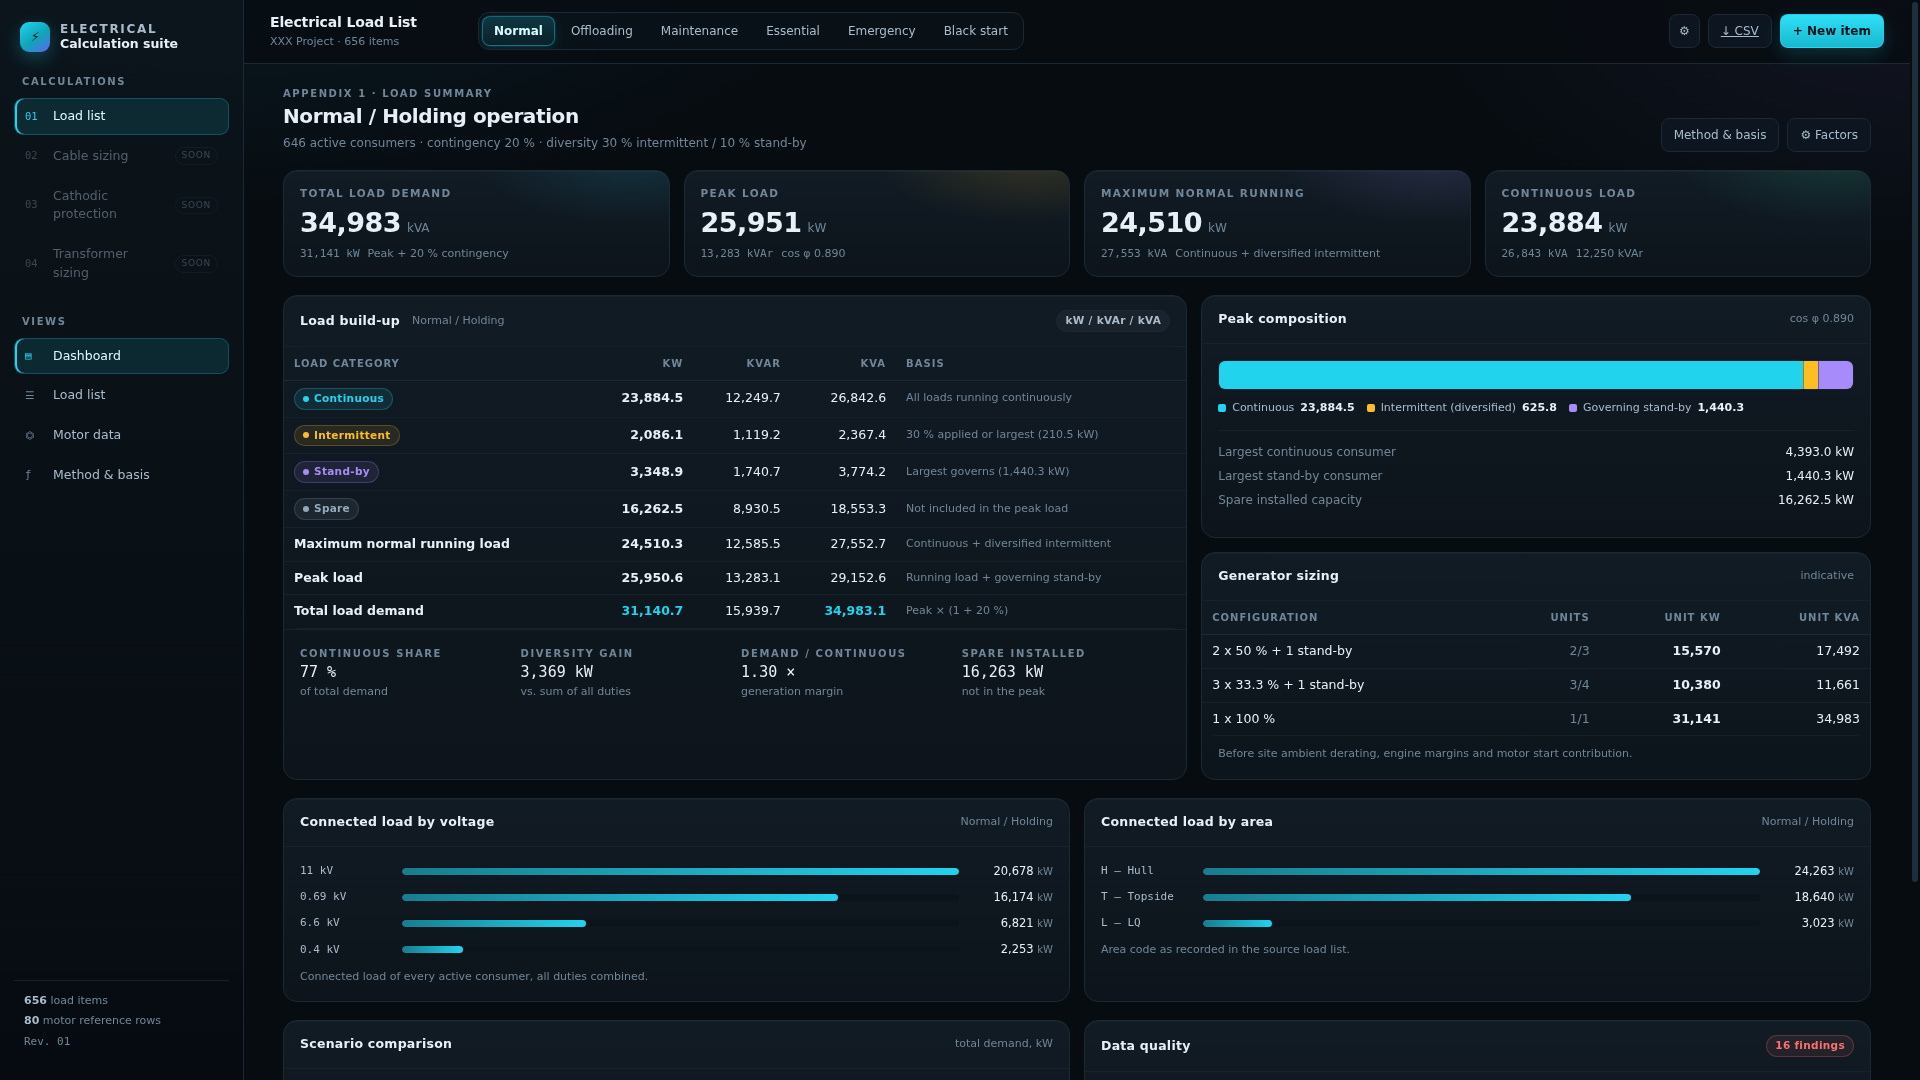 ⚡ ELECTRICAL
Calculation suite
CALCULATIONS
01 Load list
02 Cable sizing SOON
03 Cathodic protection SOON
04 Transformer sizing SOON
VIEWS
Dashboard
Load list
Motor data
ƒ Method & basis
656 load items
80 motor reference rows
Rev. 01
Electrical Load List
XXX Project · 656 items
Normal Offloading Maintenance Essential Emergency Black start
⚙ ↓ CSV + New item
APPENDIX 1 · LOAD SUMMARY
Normal / Holding operation
646 active consumers · contingency 20 % · diversity 30 % intermittent / 10 % stand-by
Method & basis ⚙ Factors
TOTAL LOAD DEMAND
34,983 kVA
31,141 kW Peak + 20 % contingency
PEAK LOAD
25,951 kW
13,283 kVAr cos φ 0.890
MAXIMUM NORMAL RUNNING
24,510 kW
27,553 kVA Continuous + diversified intermittent
CONTINUOUS LOAD
23,884 kW
26,843 kVA 12,250 kVAr
Load build-up Normal / Holding kW / kVAr / kVA
LOAD CATEGORY KW KVAR KVA BASIS
Continuous 23,884.5 12,249.7 26,842.6 All loads running continuously
Intermittent 2,086.1 1,119.2 2,367.4 30 % applied or largest (210.5 kW)
Stand-by 3,348.9 1,740.7 3,774.2 Largest governs (1,440.3 kW)
Spare 16,262.5 8,930.5 18,553.3 Not included in the peak load
Maximum normal running load 24,510.3 12,585.5 27,552.7 Continuous + diversified intermittent
Peak load 25,950.6 13,283.1 29,152.6 Running load + governing stand-by
Total load demand 31,140.7 15,939.7 34,983.1 Peak × (1 + 20 %)
CONTINUOUS SHARE DIVERSITY GAIN DEMAND / CONTINUOUS SPARE INSTALLED
77 % 3,369 kW 1.30 × 16,263 kW
of total demand vs. sum of all duties generation margin not in the peak
Peak composition cos φ 0.890
Continuous 23,884.5 Intermittent (diversified) 625.8 Governing stand-by 1,440.3
Largest continuous consumer 4,393.0 kW
Largest stand-by consumer 1,440.3 kW
Spare installed capacity 16,262.5 kW
Generator sizing indicative
CONFIGURATION UNITS UNIT KW UNIT KVA
2 x 50 % + 1 stand-by 2/3 15,570 17,492
3 x 33.3 % + 1 stand-by 3/4 10,380 11,661
1 x 100 % 1/1 31,141 34,983
Before site ambient derating, engine margins and motor start contribution.
Connected load by voltage Normal / Holding
11 kV 20,678 kW
0.69 kV 16,174 kW
6.6 kV 6,821 kW
0.4 kV 2,253 kW
Connected load of every active consumer, all duties combined.
Connected load by area Normal / Holding
H — Hull 24,263 kW
T — Topside 18,640 kW
L — LQ 3,023 kW
Area code as recorded in the source load list.
Scenario comparison total demand, kW
Data quality 16 findings